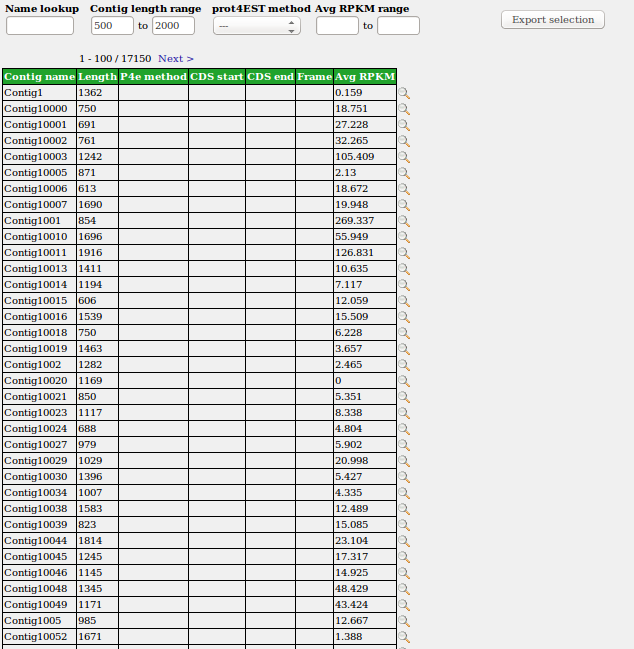 Name lookup Contig length range prot4EST method Avg RPKM range
500 to 2000 --- to Export selection
1 - 100 / 17150 Next >
Contig name Length P4e method CDS start CDS end Frame Avg RPKM
Contig1 1362 0.159
Contig10000 750 18.751
Contig10001 691 27.228
Contig10002 761 32.265
Contig10003 1242 105.409
Contig10005 871 2.13
Contig10006 613 18.672
Contig10007 1690 19.948
Contig1001 854 269.337
Contig10010 1696 55.949
Contig10011 1916 126.831
Contig10013 1411 10.635
Contig10014 1194 7.117
Contig10015 606 12.059
Contig10016 1539 15.509
Contig10018 750 6.228
Contig10019 1463 3.657
Contig1002 1282 2.465
Contig10020 1169 0
Contig10021 850 5.351
Contig10023 1117 8.338
Contig10024 688 4.804
Contig10027 979 5.902
Contig10029 1029 20.998
Contig10030 1396 5.427
Contig10034 1007 4.335
Contig10038 1583 12.489
Contig10039 823 15.085
Contig10044 1814 23.104
Contig10045 1245 17.317
Contig10046 1145 14.925
Contig10048 1345 48.429
Contig10049 1171 43.424
Contig1005 985 12.667
Contig10052 1671 1.388